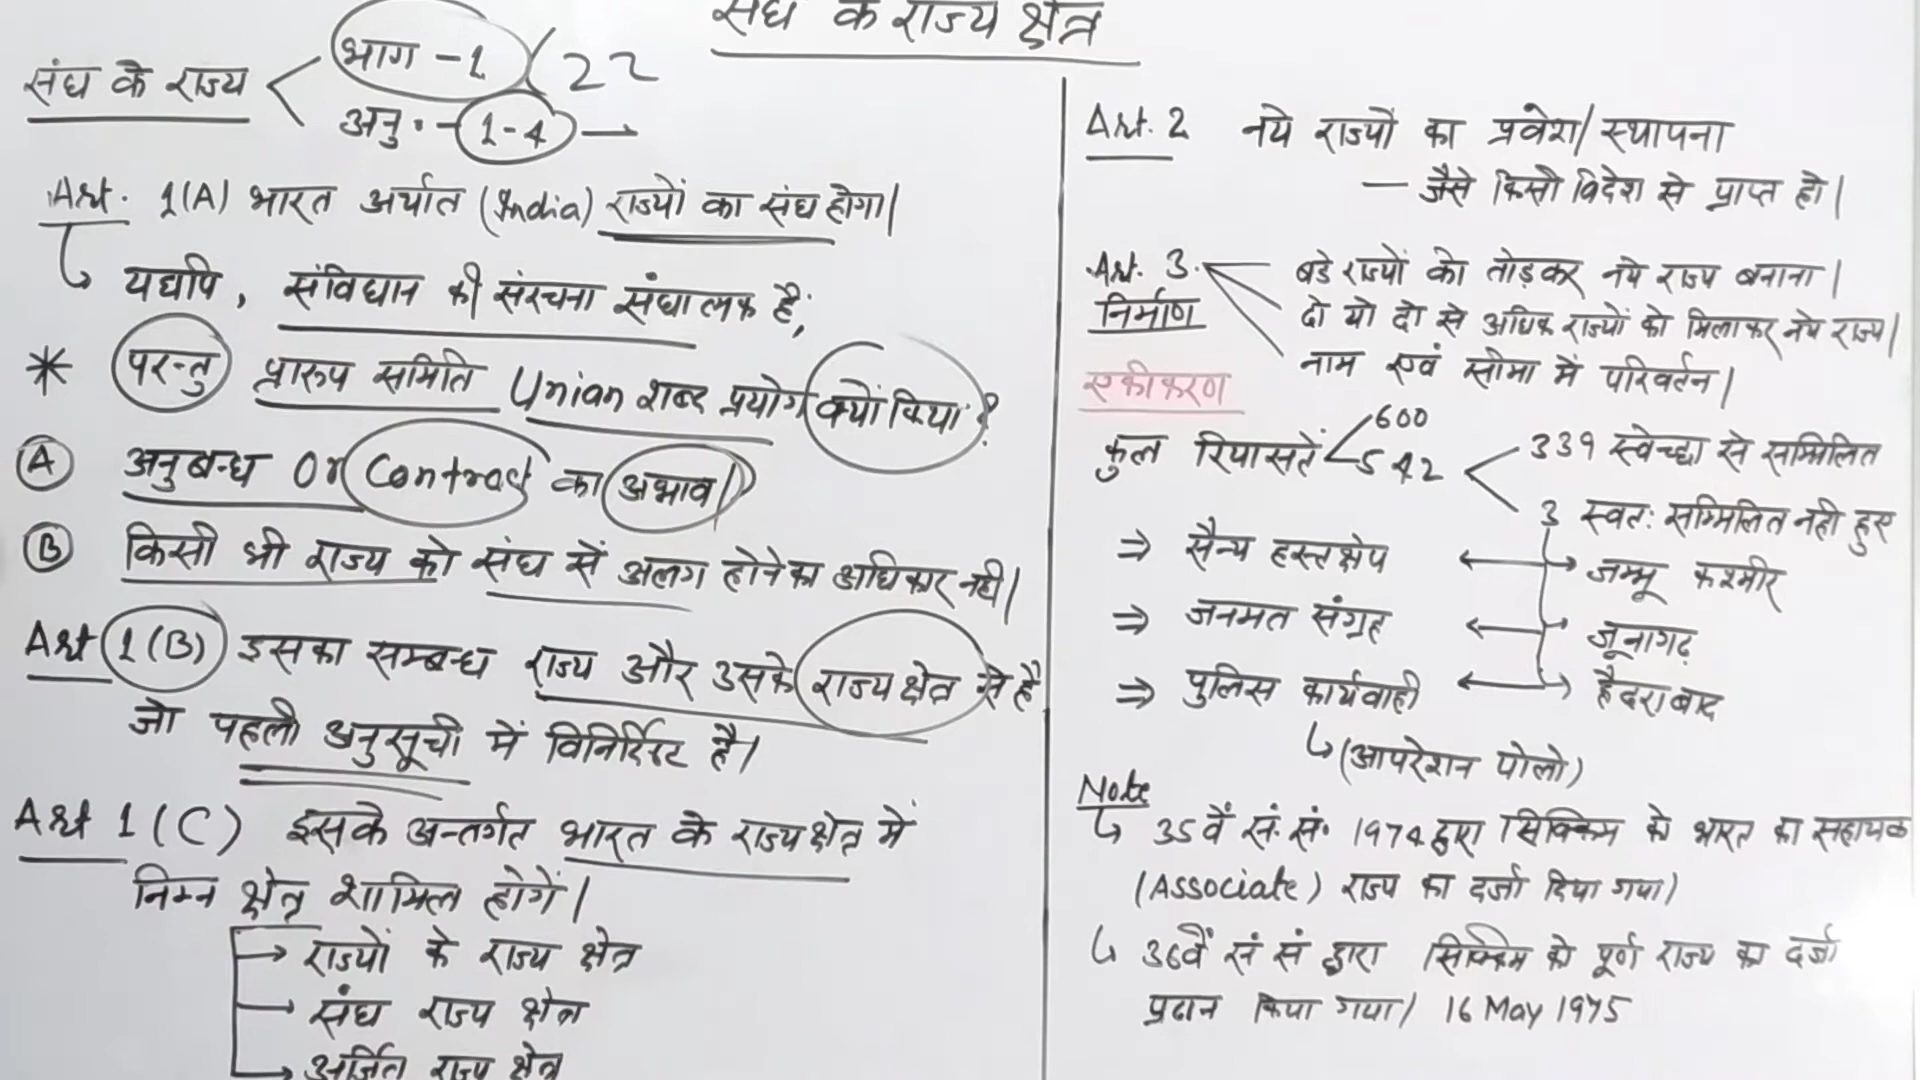 संघ के राज्य क्षेत्र
संघ के राज्य
भाग - 1 ( 22
अनु. - 1-4
Art. 1(A) भारत अर्थात (India) राज्यों का संघ होगा।
यद्यपि, संविधान की संरचना संघात्मक है,
* परन्तु प्रारूप समिति Union शब्द प्रयोग क्यों किया ?
A अनुबन्ध Or Contract का अभाव।
B किसी भी राज्य को संघ से अलग होने का अधिकार नही।
Art 1(B) इसका सम्बन्ध राज्य और उसके राज्यक्षेत्र से है
जो पहली अनुसूची में विनिर्दिष्ट है।
Art 1(C) इसके अन्तर्गत भारत के राज्यक्षेत्र में
निम्न क्षेत्र शामिल होगें।
→ राज्यों के राज्य क्षेत्र
→ संघ राज्य क्षेत्र
→ अर्जित राज्य क्षेत्र
Art. 2 नये राज्यों का प्रवेश/स्थापना
— जैसे किसी विदेश से प्राप्त हो।
Art. 3. बडे राज्यों को तोड़कर नये राज्य बनाना।
निर्माण दो यो दो से अधिक राज्यों को मिलाकर नये राज्य।
नाम एवं सीमा में परिवर्तन।
एकीकरण
कुल रियासतें 600
542
339 स्वेच्छा से सम्मिलित
3 स्वतः सम्मिलित नही हुए
⇒ सैन्य हस्तक्षेप ↔ जम्मू कश्मीर
⇒ जनमत संग्रह ↔ जूनागढ़
⇒ पुलिस कार्यवाही ↔ हैदराबाद
(आपरेशन पोलो)
Note
35वें सं. सं. 1974 द्वारा सिक्किम को भारत का सहायक
(Associate) राज्य का दर्जा दिया गया।
36वें सं सं द्वारा सिक्किम को पूर्ण राज्य का दर्जा
प्रदान किया गया। 16 May 1975